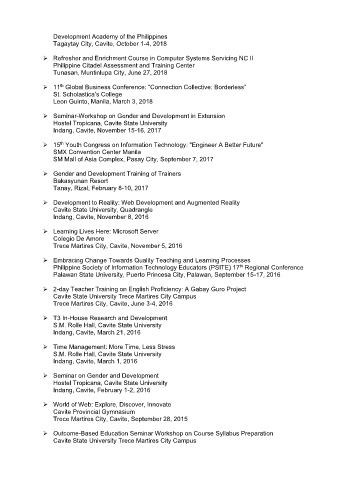 Development Academy of the Philippines
Tagaytay City, Cavite, October 1-4, 2018
➢ Refresher and Enrichment Course in Computer Systems Servicing NC II
Philippine Citadel Assessment and Training Center
Tunasan, Muntinlupa City, June 27, 2018
➢ 11th Global Business Conference: "Connection Collective: Borderless"
St. Scholastica's College
Leon Guinto, Manila, March 3, 2018
➢ Seminar-Workshop on Gender and Development in Extension
Hostel Tropicana, Cavite State University
Indang, Cavite, November 15-16, 2017
➢ 15th Youth Congress on Information Technology: "Engineer A Better Future"
SMX Convention Center Manila
SM Mall of Asia Complex, Pasay City, September 7, 2017
➢ Gender and Development Training of Trainers
Bakasyunan Resort
Tanay, Rizal, February 8-10, 2017
➢ Development to Reality: Web Development and Augmented Reality
Cavite State University, Quadrangle
Indang, Cavite, November 8, 2016
➢ Learning Lives Here: Microsoft Server
Colegio De Amore
Trece Martires City, Cavite, November 5, 2016
➢ Embracing Change Towards Quality Teaching and Learning Processes
Philippine Society of Information Technology Educators (PSITE) 17th Regional Conference
Palawan State University, Puerto Princesa City, Palawan, September 15-17, 2016
➢ 2-day Teacher Training on English Proficiency: A Gabay Guro Project
Cavite State University Trece Martires City Campus
Trece Martires City, Cavite, June 3-4, 2016
➢ T3 In-House Research and Development
S.M. Rolle Hall, Cavite State University
Indang, Cavite, March 21, 2016
➢ Time Management: More Time, Less Stress
S.M. Rolle Hall, Cavite State University
Indang, Cavite, March 1, 2016
➢ Seminar on Gender and Development
Hostel Tropicana, Cavite State University
Indang, Cavite, February 1-2, 2016
➢ World of Web: Explore, Discover, Innovate
Cavite Provincial Gymnasium
Trece Martires City, Cavite, September 28, 2015
➢ Outcome-Based Education Seminar Workshop on Course Syllabus Preparation
Cavite State University Trece Martires City Campus